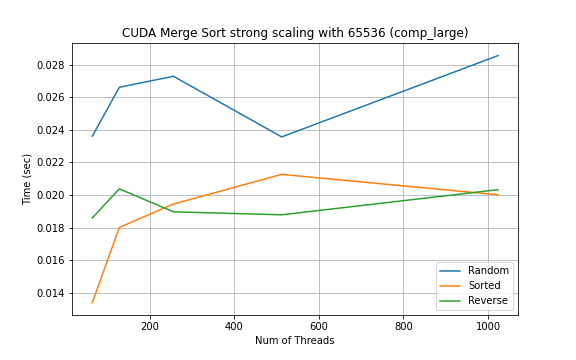 CUDA Merge Sort strong scaling with 65536 (comp_large)
0.028
0.026
0.024
0.022
0.020
0.018
0.016
0.014
Time (sec)
200
400
600
800
1000
Num of Threads
Random
Sorted
Reverse